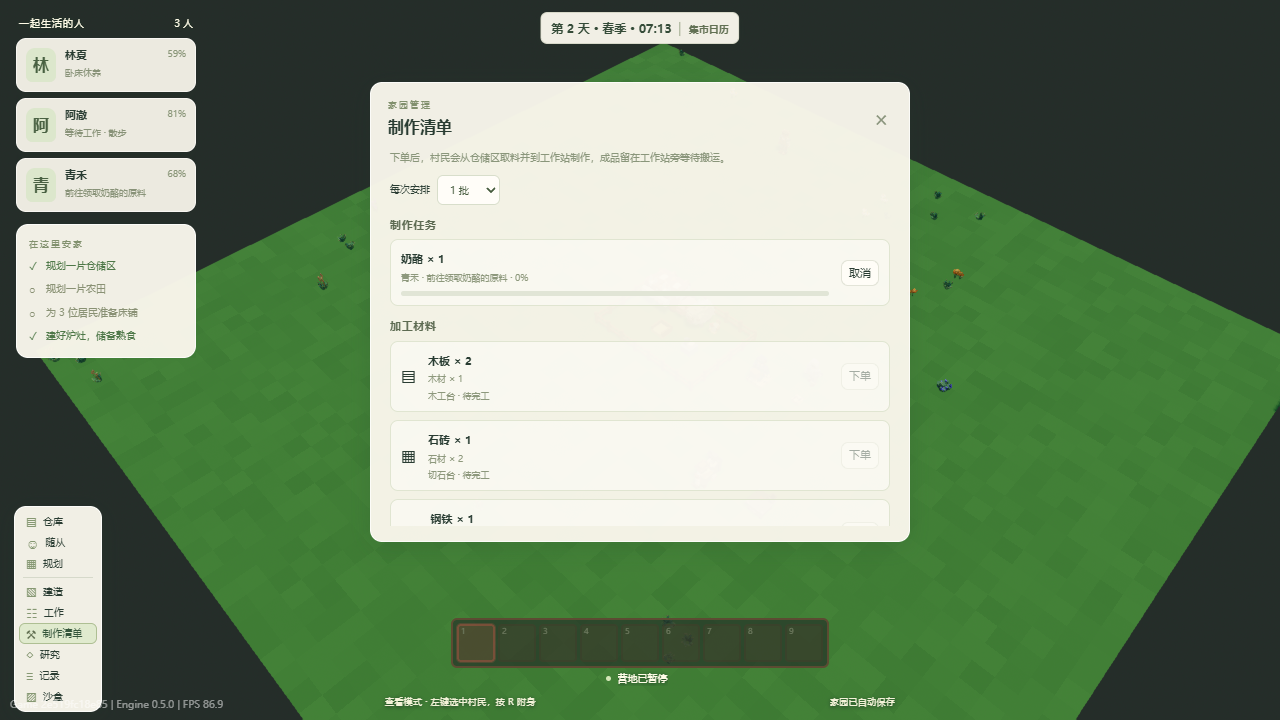 一起生活的人 3 人
林 林夏 59%
卧床休养
阿 阿澈 81%
等待工作 · 散步
青 青禾 68%
前往领取奶酪的原料
在这里安家
✓ 规划一片仓储区
○ 规划一片农田
○ 为 3 位居民准备床铺
✓ 建好炉灶，储备熟食
第 2 天 • 春季 • 07:13 | 集市日历
家园管理
制作清单
×
下单后，村民会从仓储区取料并到工作站制作，成品留在工作站旁等待搬运。
每次安排 1 批
制作任务
奶酪 × 1
青禾 · 前往领取奶酪的原料 · 0%
取消
加工材料
木板 × 2
木材 × 1
木工台 · 待完工
下单
石砖 × 1
石材 × 2
切石台 · 待完工
下单
钢铁 × 1
仓库
随从
规划
建造
工作
制作清单
研究
记录
沙盒
| Engine 0.5.0 | FPS 86.9
1 2 3 4 5 6 7 8 9
营地已暂停
查看模式 · 左键选中村民，按 R 附身
家园已自动保存